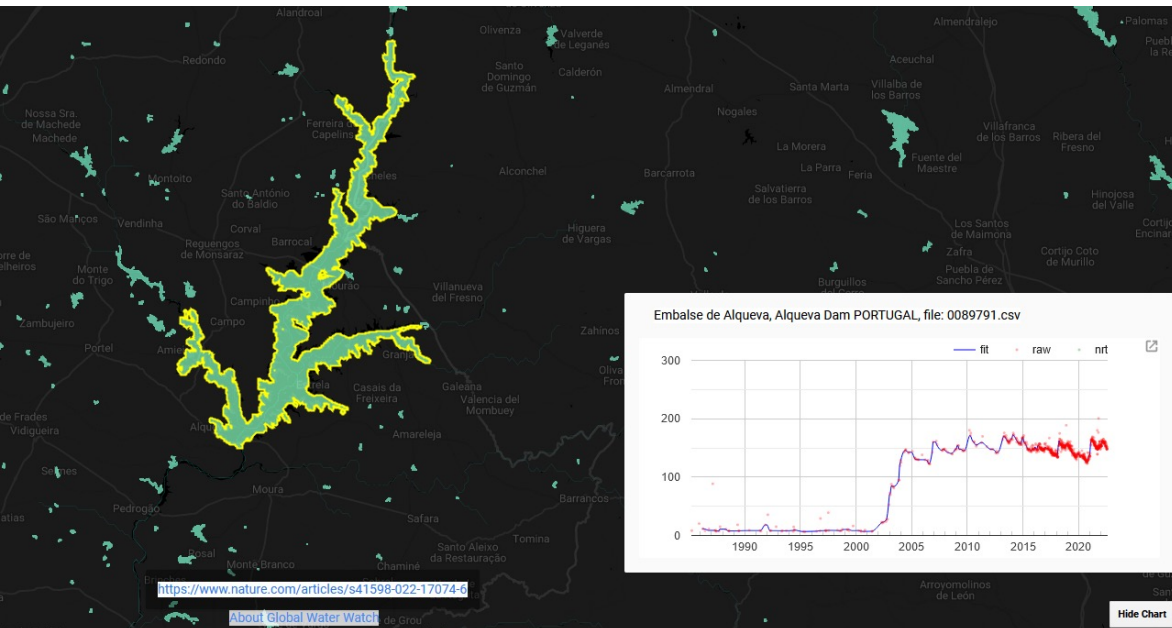 Alandroal
Olivenza
Valverde
de Leganés
Almendralejo
Palomas
Redondo
Santo
Domingo
de Guzmán
Calderón
Aceuchal
Almendral
Santa Marta
Villalba de
los Barros
Nossa Sra.
de Machede
Machede
Ferreira
Capelins
Nogales
Villafranca
de los Barros
Ribera del
Fresno
La Morera
La Parra
Feria
Fuente del
Maestre
Montoito
Alconchel
Barcarrota
Salvatierra
de los Barros
Hinojosa
del Valle
Santo António
do Baldio
São Manços
Vendinha
Corval
Reguengos
de Monsaraz
Barrocal
Higuera
de Vargas
Los Santos
de Maimona
Zafra
Cortijo Coto
de Murillo
Puebla de
Sancho Pérez
Monte
do Trigo
Campinho
Villanueva
del Fresno
Burguillos
del Cerro
Zambujeiro
Campo
Portel
Granja
Zahinos
Casais da
Freixeira
Galeana
Valencia del
Mombuey
de Frades
Vidigueira
Amareleja
Moura
Pedrogão
Safara
Barrancos
Tomina
Santo Aleixo
da Restauração
Monte Branco
Chaminé
Embalse de Alqueva, Alqueva Dam PORTUGAL, file: 0089791.csv
fit raw nrt
300
200
100
0
1990 1995 2000 2005 2010 2015 2020
https://www.nature.com/articles/s41598-022-17074-6
About Global Water Watch
de Grou
Arroyomolinos
de León
Hide Chart